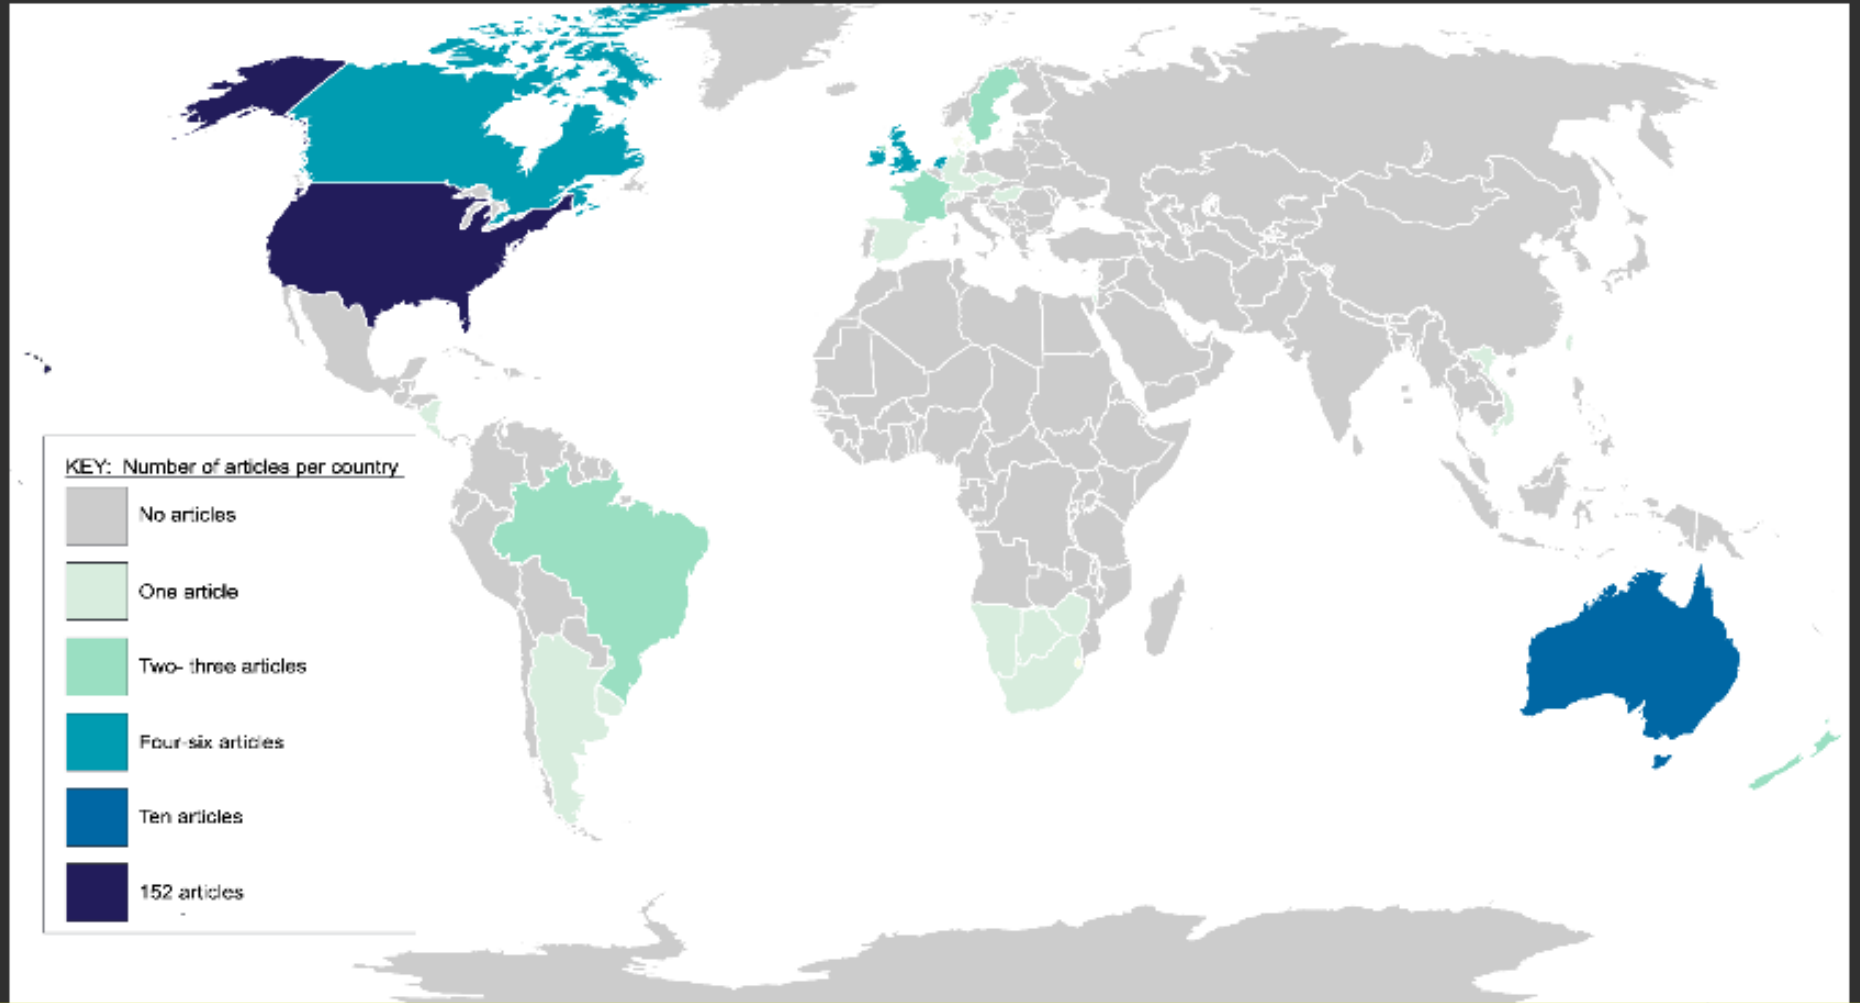 KEY: Number of articles per country
No articles
One article
Two- three articles
Four-six articles
Ten articles
152 articles